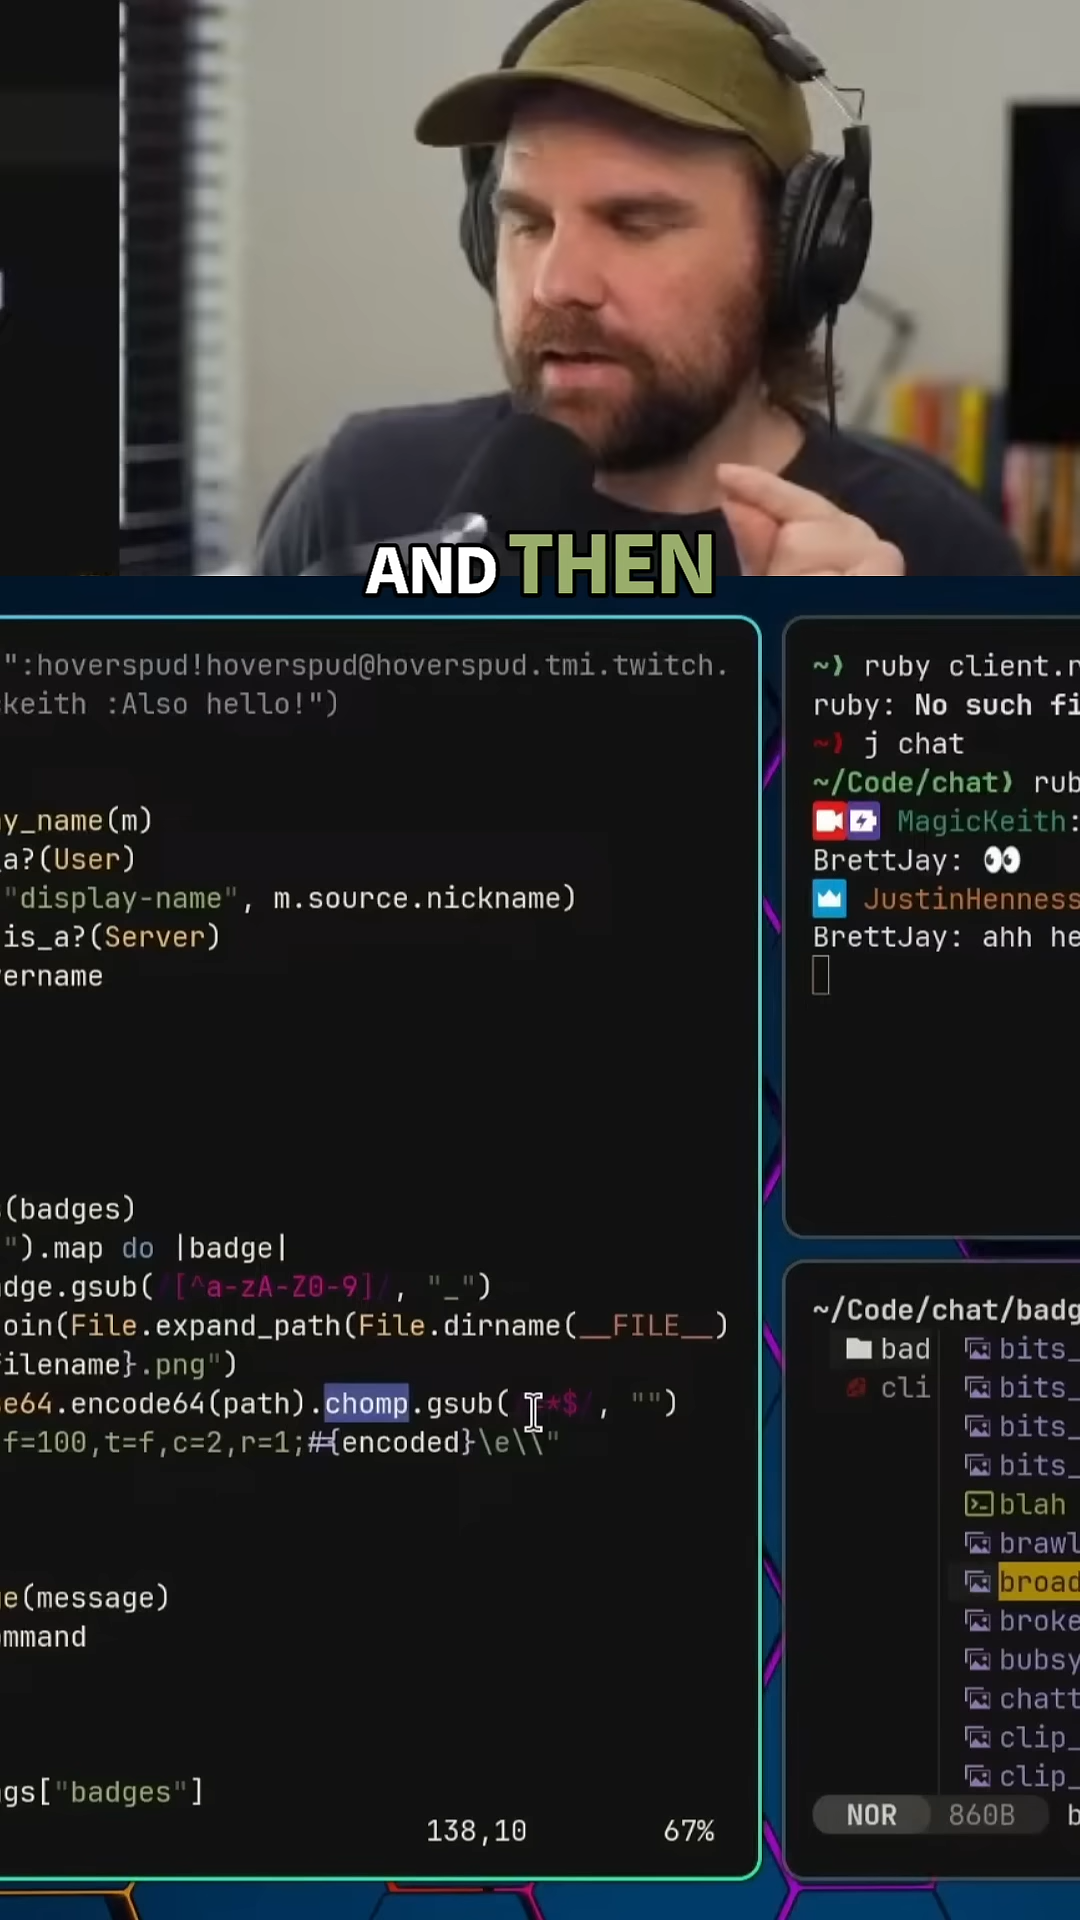 AND THEN
":hoverspud!hoverspud@hoverspud.tmi.twitch.
keith :Also hello!")
y_name(m)
a?(User)
"display-name", m.source.nickname)
is_a?(Server)
ername
(badges)
").map do |badge|
dge.gsub(/[^a-zA-Z0-9]/, "_")
oin(File.expand_path(File.dirname(__FILE__)
ilename}.png")
e64.encode64(path).chomp.gsub( *$/, "")
f=100,t=f,c=2,r=1;#{encoded}\e\\"
e(message)
mmand
gs["badges"]
138,10 67%
~⟩ ruby client.r
ruby: No such fi
~⟩ j chat
~/Code/chat⟩ rub
MagicKeith:
BrettJay: 👀
JustinHenness
BrettJay: ahh he
~/Code/chat/badg
bad bits_
cli bits_
bits_
bits_
blah
brawl
broad
broke
bubsy
chatt
clip_
clip_
NOR 860B b